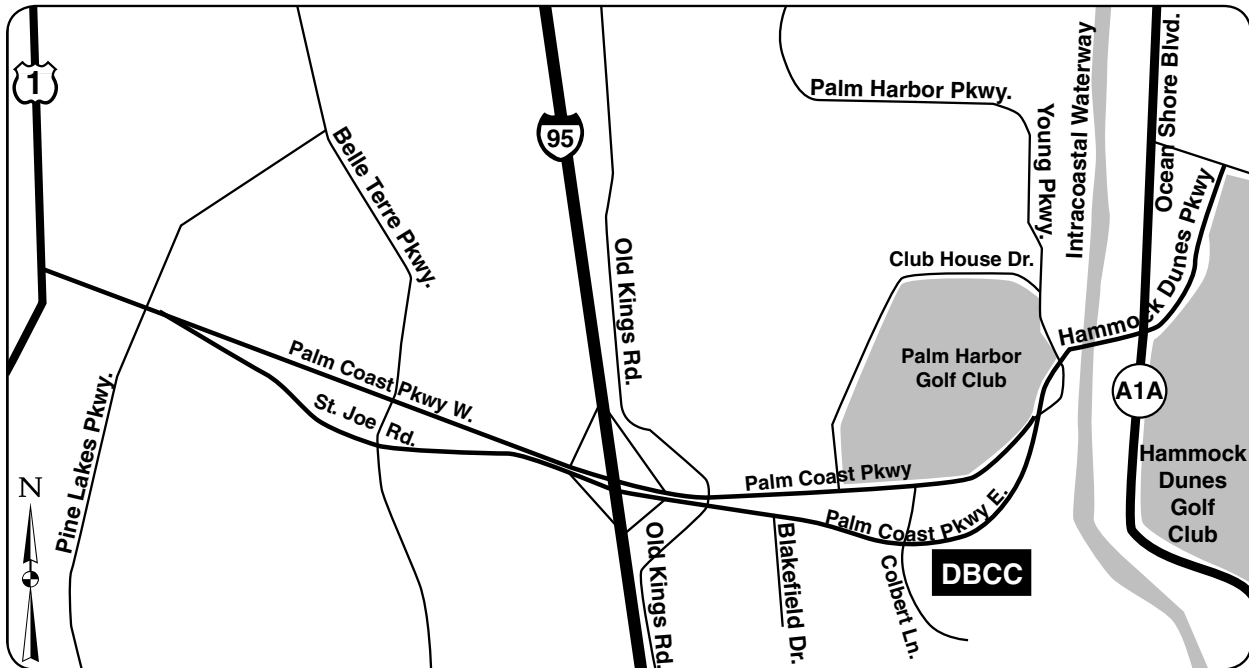 1
Belle Terre Pkwy.
95
Old Kings Rd.
Palm Harbor Pkwy.
Young Pkwy.
Intracoastal Waterway
Ocean Shore Blvd.
Hammock Dunes Pkwy
Club House Dr.
Palm Harbor
Golf Club
A1A
Hammock
Dunes
Golf
Club
Pine Lakes Pkwy.
Palm Coast Pkwy W.
St. Joe Rd.
Palm Coast Pkwy
Palm Coast Pkwy E.
N
Old Kings Rd.
Blakefield Dr.
Colbert Ln.
DBCC